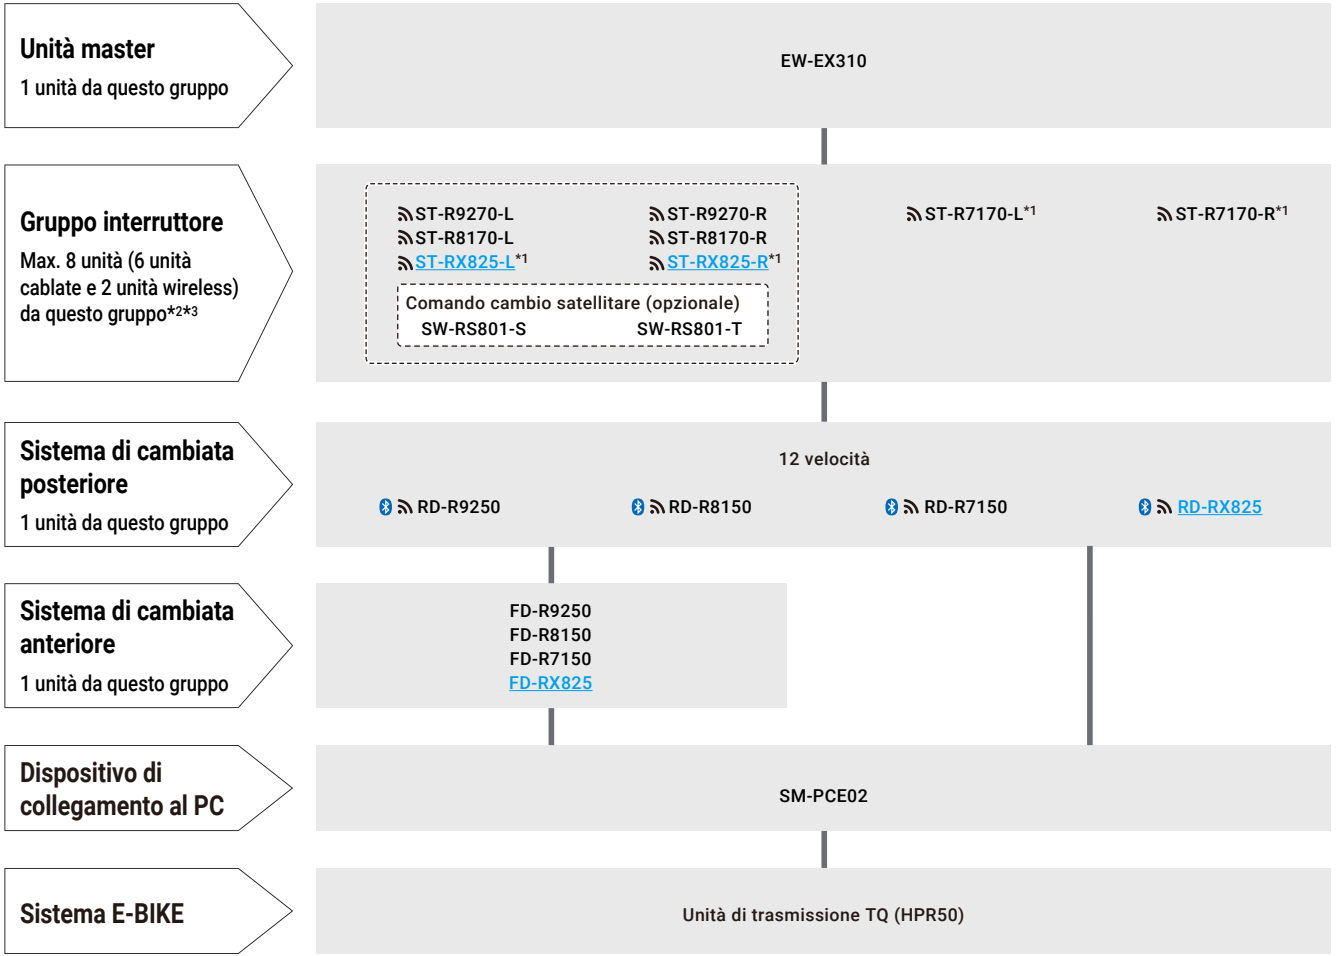 Unità master
1 unità da questo gruppo
EW-EX310
Gruppo interruttore
Max. 8 unità (6 unità
cablate e 2 unità wireless)
da questo gruppo*2*3
ST-R9270-L
ST-R8170-L
ST-RX825-L*1
ST-R9270-R
ST-R8170-R
ST-RX825-R*1
Comando cambio satellitare (opzionale)
SW-RS801-S SW-RS801-T
ST-R7170-L*1
ST-R7170-R*1
Sistema di cambiata
posteriore
1 unità da questo gruppo
12 velocità
RD-R9250 RD-R8150 RD-R7150 RD-RX825
Sistema di cambiata
anteriore
1 unità da questo gruppo
FD-R9250
FD-R8150
FD-R7150
FD-RX825
Dispositivo di
collegamento al PC
SM-PCE02
Sistema E-BIKE
Unità di trasmissione TQ (HPR50)